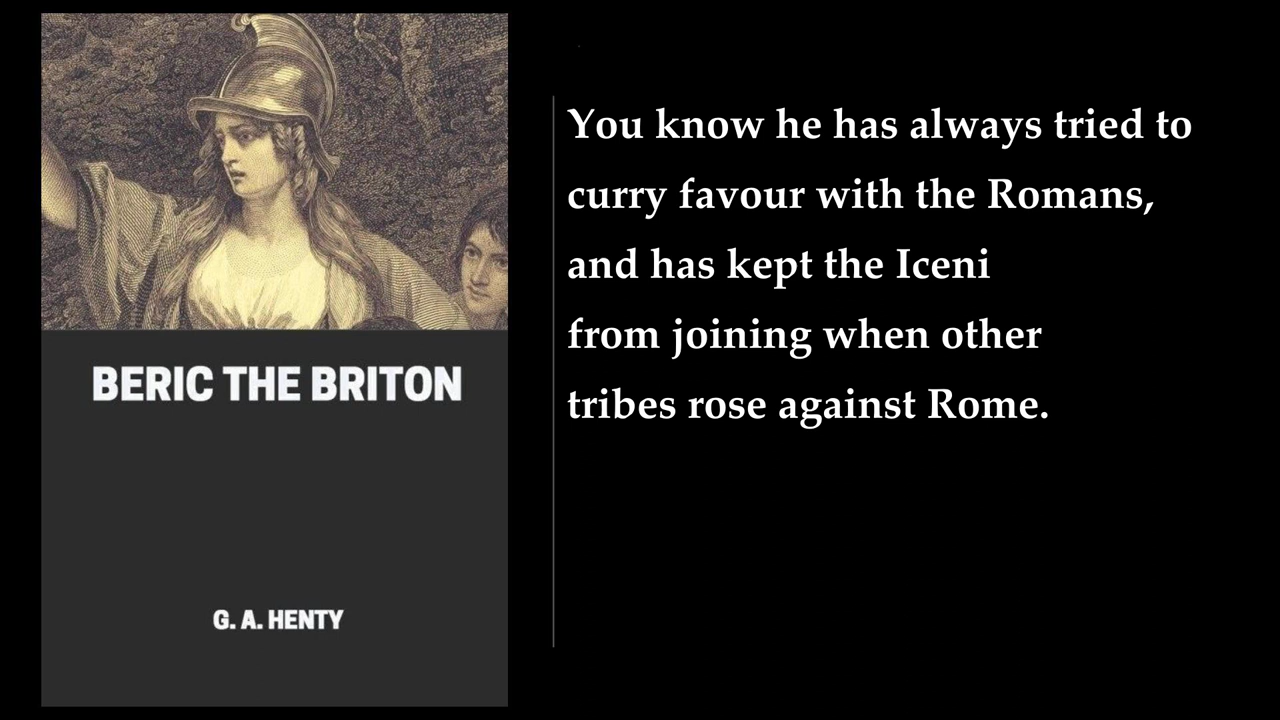 BERIC THE BRITON
G. A. HENTY
You know he has always tried to
curry favour with the Romans,
and has kept the Iceni
from joining when other
tribes rose against Rome.